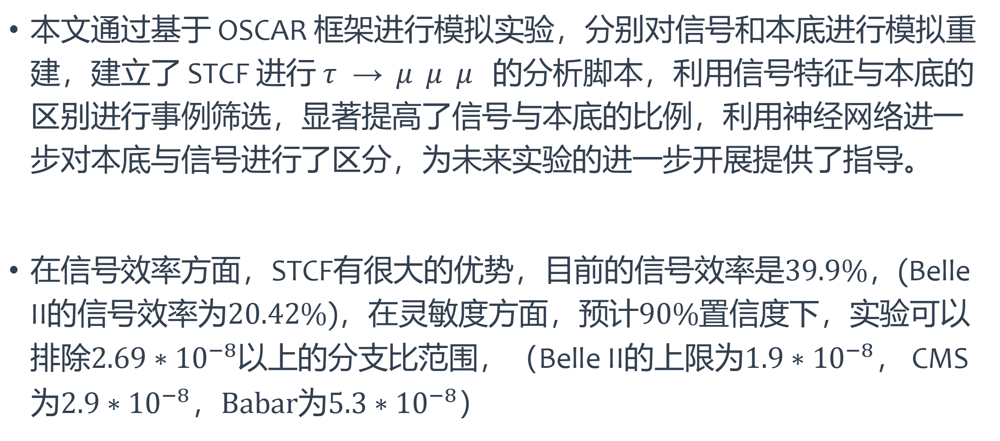 • 本文通过基于 OSCAR 框架进行模拟实验，分别对信号和本底进行模拟重
建，建立了 STCF 进行 τ → μ μ μ 的分析脚本，利用信号特征与本底的
区别进行事例筛选，显著提高了信号与本底的比例，利用神经网络进一
步对本底与信号进行了区分，为未来实验的进一步开展提供了指导。
• 在信号效率方面，STCF有很大的优势，目前的信号效率是39.9%，(Belle
II的信号效率为20.42%)，在灵敏度方面，预计90%置信度下，实验可以
排除2.69 ∗ 10⁻⁸以上的分支比范围，（Belle II的上限为1.9 ∗ 10⁻⁸， CMS
为2.9 ∗ 10⁻⁸，Babar为5.3 ∗ 10⁻⁸）